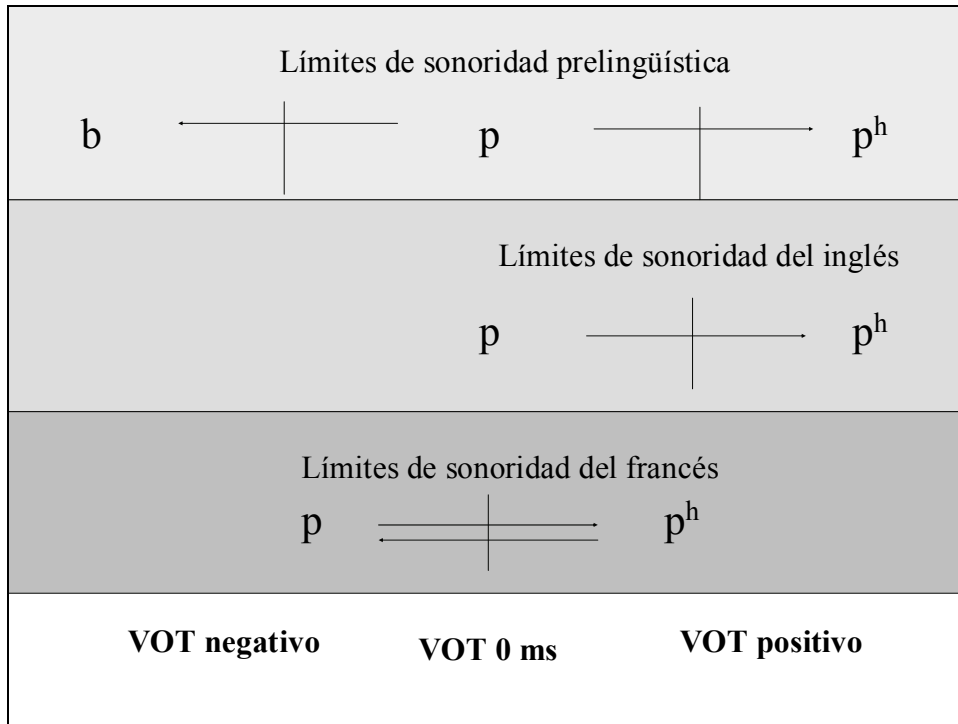 Límites de sonoridad prelingüística
b p pʰ
Límites de sonoridad del inglés
p pʰ
Límites de sonoridad del francés
p pʰ
VOT negativo VOT 0 ms VOT positivo